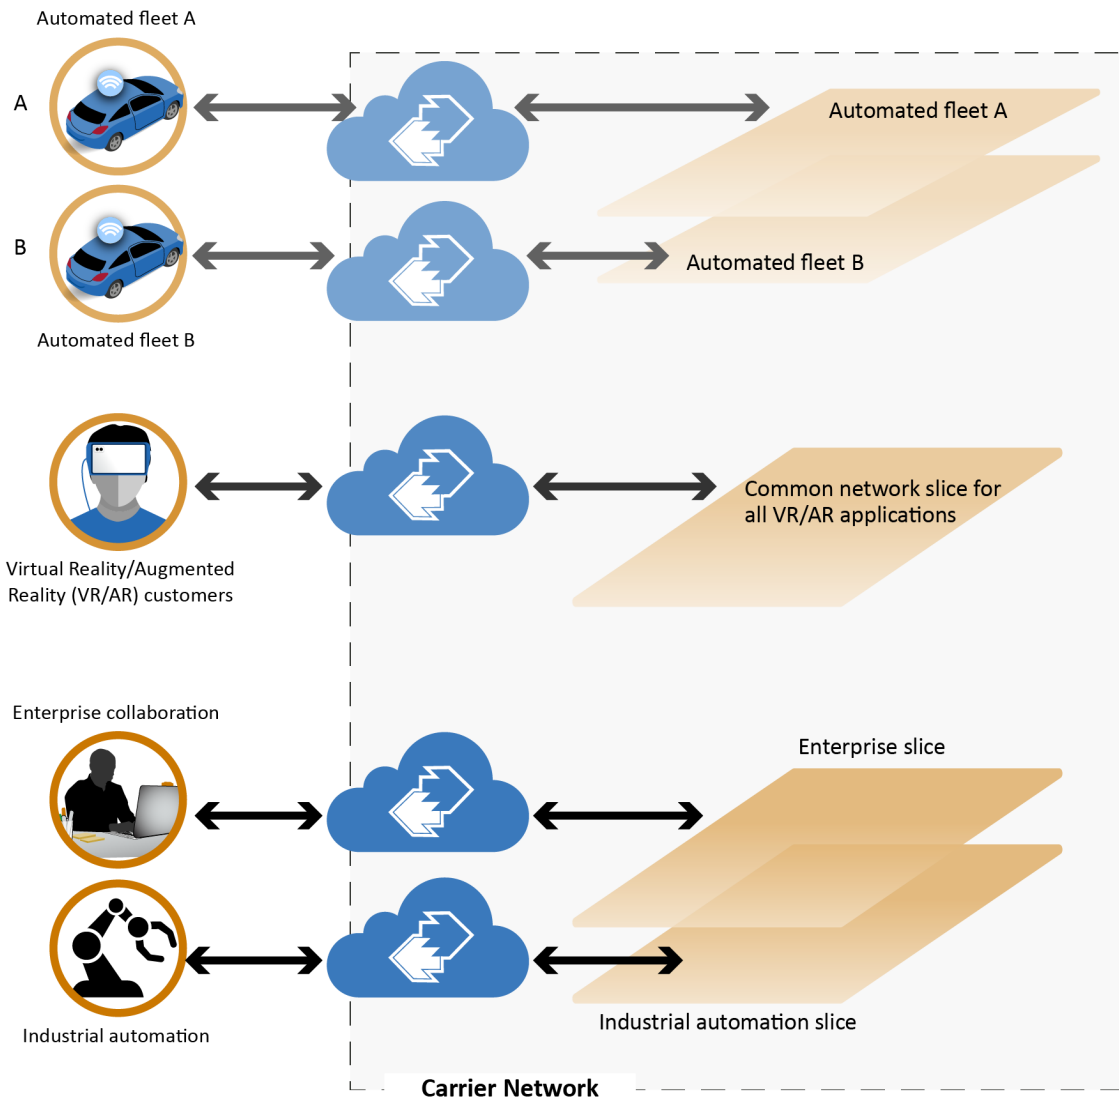 Automated fleet A
A
Automated fleet A
B
Automated fleet B
Automated fleet B
Virtual Reality/Augmented
Reality (VR/AR) customers
Common network slice for
all VR/AR applications
Enterprise collaboration
Enterprise slice
Industrial automation
Industrial automation slice
Carrier Network